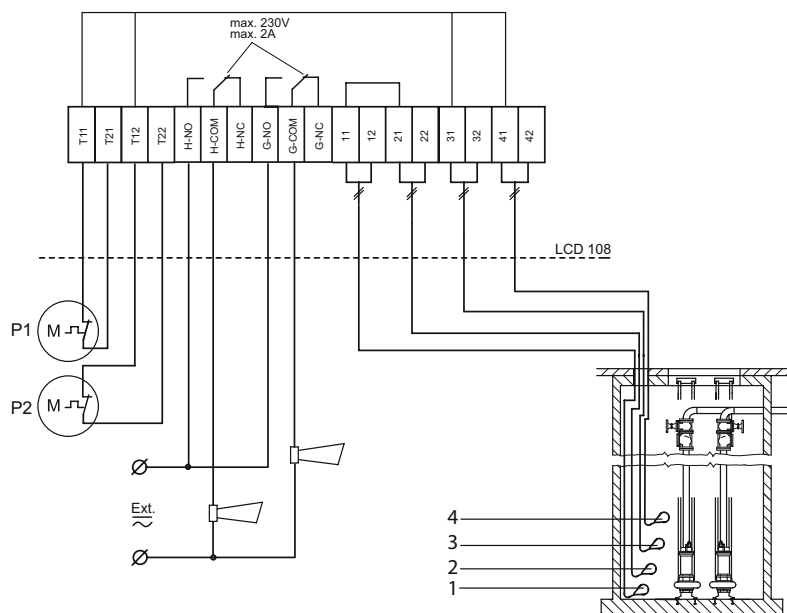 max. 230V
max. 2A
T11 T21 T12 T22 H-NO H-COM H-NC G-NO G-COM G-NC 11 12 21 22 31 32 41 42
LCD 108
P1 M
P2 M
Ext.
4
3
2
1